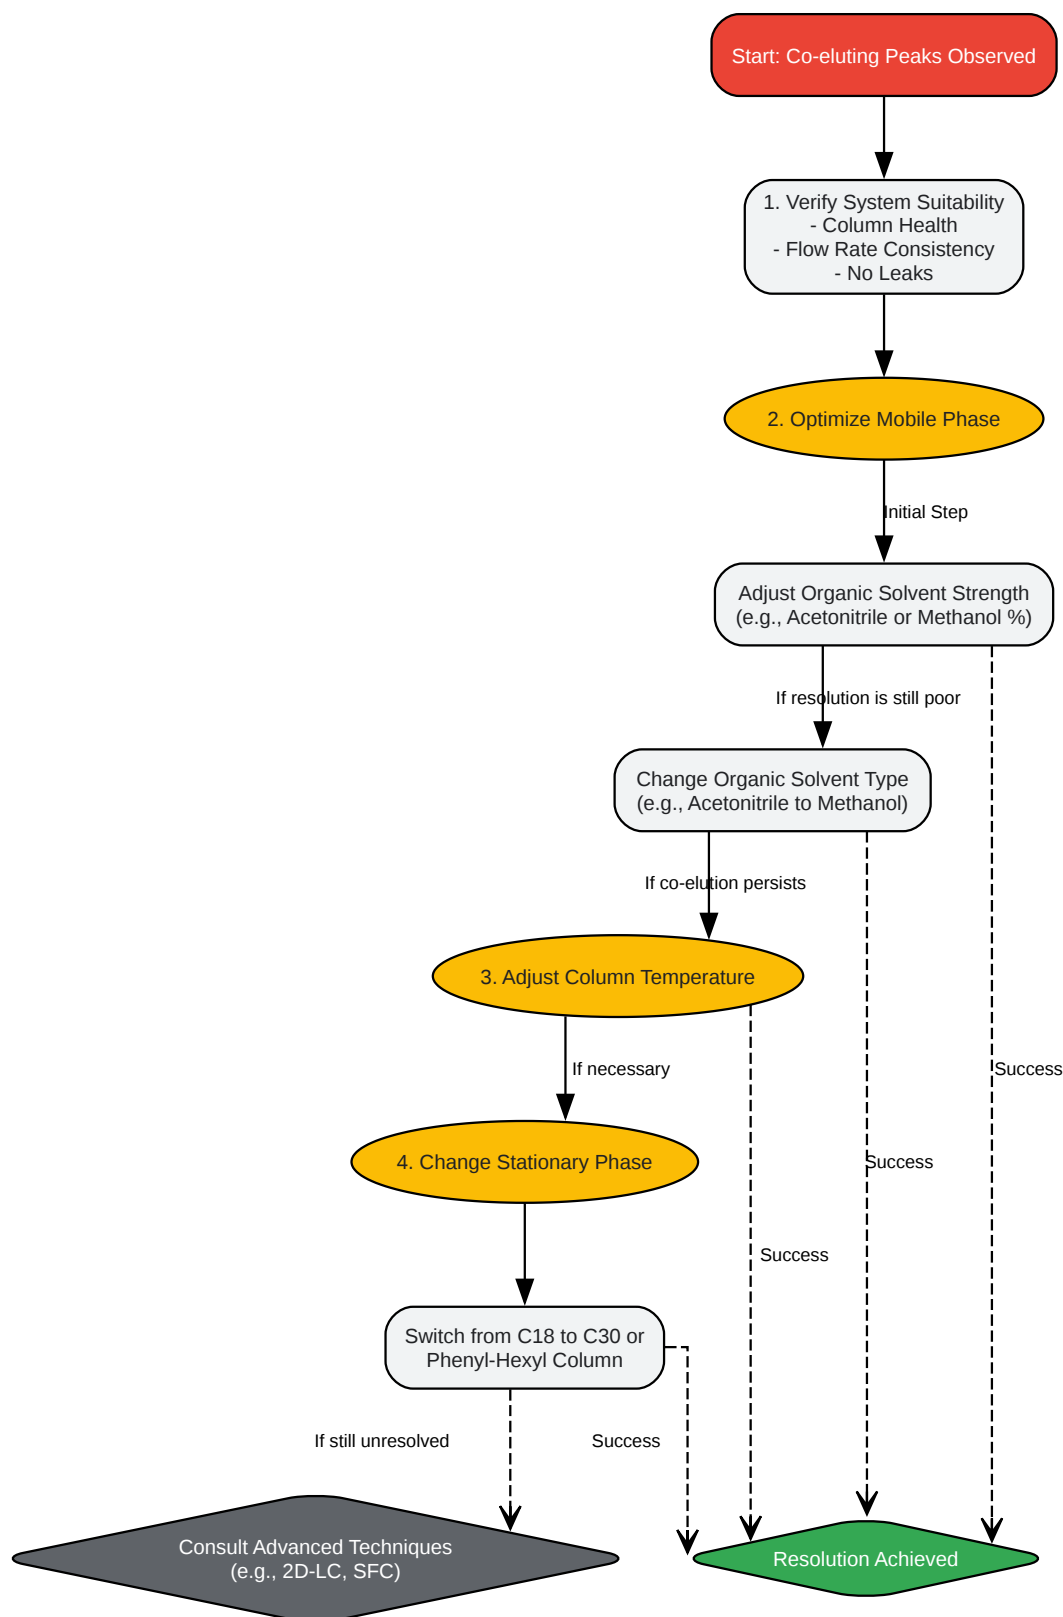 Start: Co-eluting Peaks Observed
1. Verify System Suitability
- Column Health
- Flow Rate Consistency
- No Leaks
2. Optimize Mobile Phase
Initial Step
Adjust Organic Solvent Strength
(e.g., Acetonitrile or Methanol %)
If resolution is still poor
Change Organic Solvent Type
(e.g., Acetonitrile to Methanol)
If co-elution persists
3. Adjust Column Temperature
If necessary
Success
4. Change Stationary Phase
Success
Success
Switch from C18 to C30 or
Phenyl-Hexyl Column
If still unresolved
Success
Consult Advanced Techniques
(e.g., 2D-LC, SFC)
Resolution Achieved